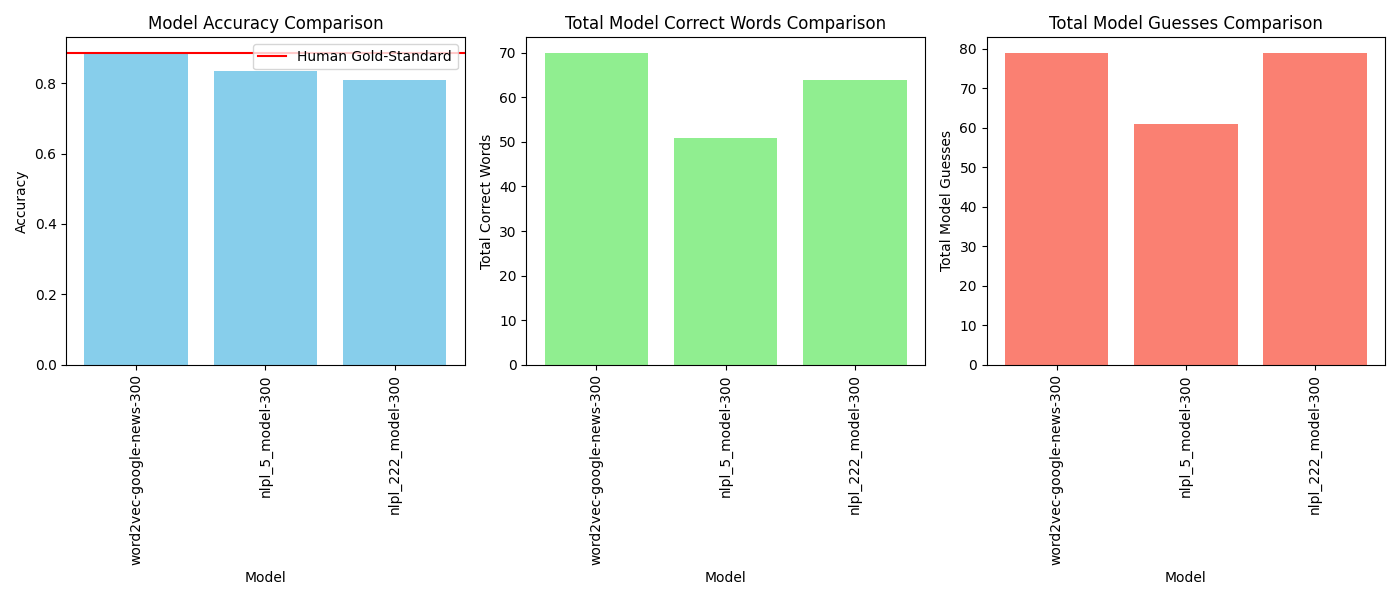 Model Accuracy Comparison
Human Gold-Standard
Accuracy
0.8
0.6
0.4
0.2
0.0
word2vec-google-news-300
nlpl_5_model-300
nlpl_222_model-300
Model
Total Model Correct Words Comparison
Total Correct Words
70
60
50
40
30
20
10
0
word2vec-google-news-300
nlpl_5_model-300
nlpl_222_model-300
Model
Total Model Guesses Comparison
Total Model Guesses
80
70
60
50
40
30
20
10
0
word2vec-google-news-300
nlpl_5_model-300
nlpl_222_model-300
Model